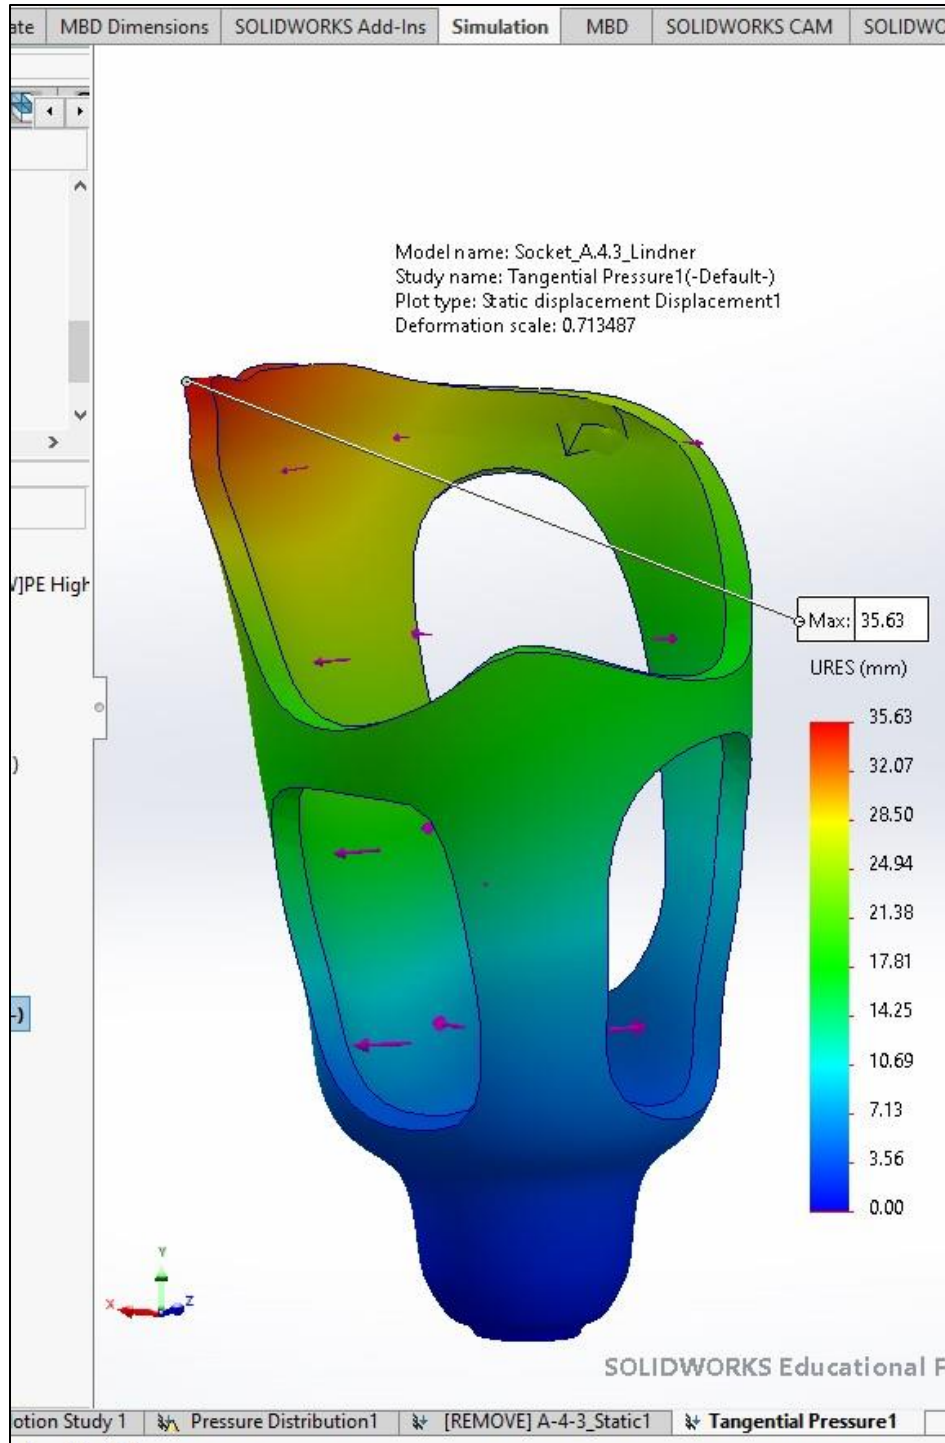 ate MBD Dimensions SOLIDWORKS Add-Ins Simulation MBD SOLIDWORKS CAM SOLIDWO
Model name: Socket_A.4.3_Lindner
Study name: Tangential Pressure1(-Default-)
Plot type: Static displacement Displacement1
Deformation scale: 0.713487
]PE High
Max: 35.63
URES (mm)
35.63
32.07
28.50
24.94
21.38
17.81
14.25
10.69
7.13
3.56
0.00
)
-)
Y
X
Z
SOLIDWORKS Educational P
otion Study 1 Pressure Distribution1 [REMOVE] A-4-3_Static1 Tangential Pressure1